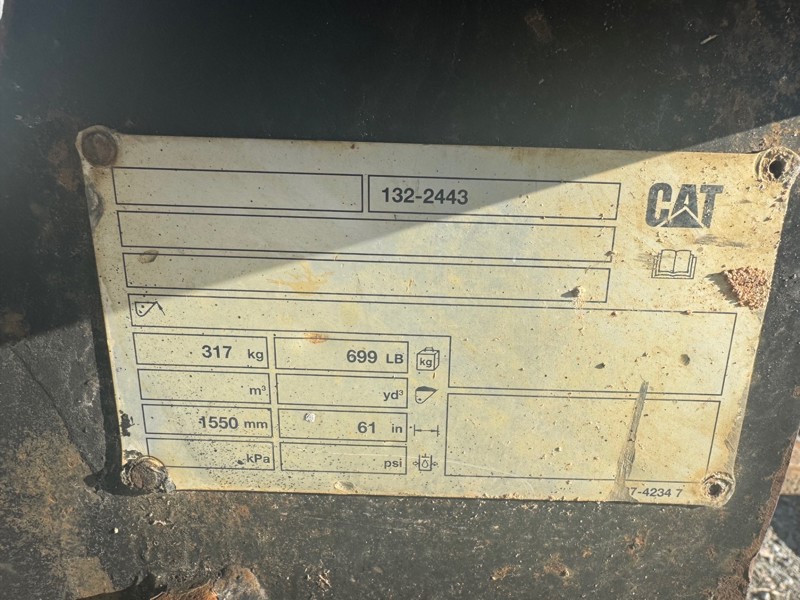 132-2443
CAT
317 kg 699 LB kg
m³ yd³
1550 mm 61 in
kPa psi
7-4234 7